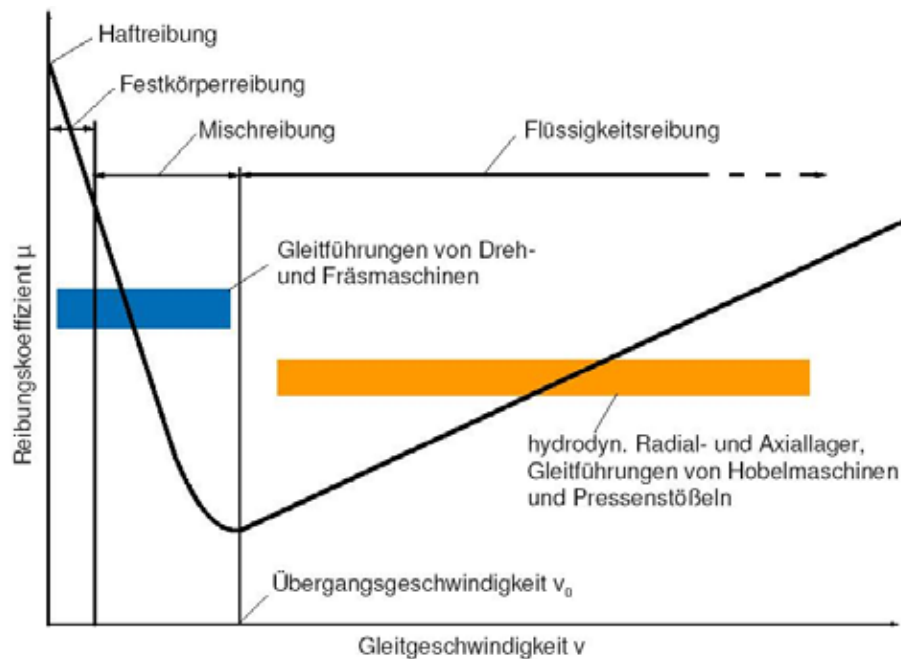 Haftreibung
Festkörperreibung
Mischreibung
Flüssigkeitsreibung
Gleitführungen von Dreh-
und Fräsmaschinen
Reibungskoeffizient µ
hydrodyn. Radial- und Axiallager,
Gleitführungen von Hobelmaschinen
und Pressenstößeln
Übergangsgeschwindigkeit v₀
Gleitgeschwindigkeit v